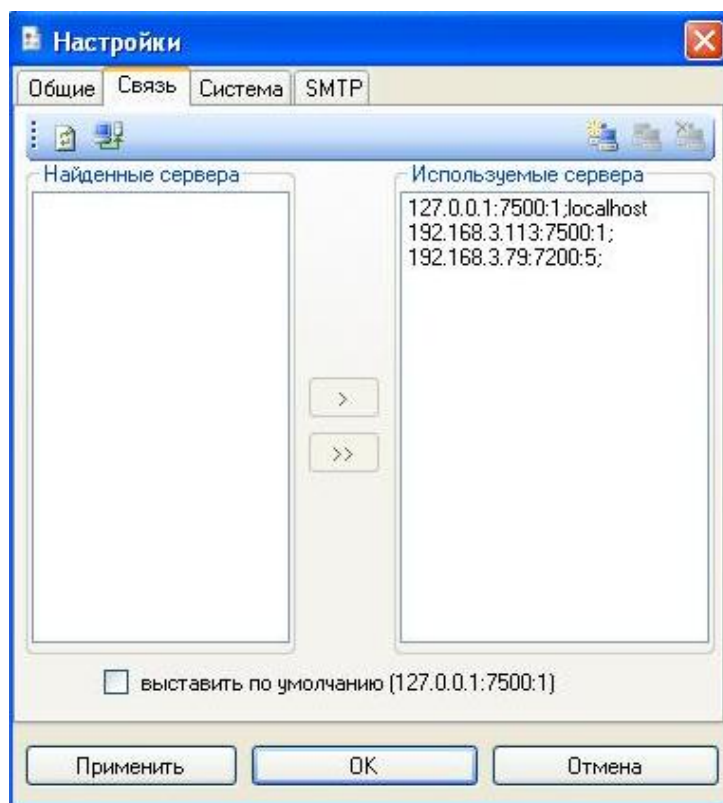 Настройки
Общие Связь Система SMTP
Найденные сервера
Используемые сервера
127.0.0.1:7500:1;localhost
192.168.3.113:7500:1;
192.168.3.79:7200:5;
>
>>
выставить по умолчанию (127.0.0.1:7500:1)
Применить OK Отмена